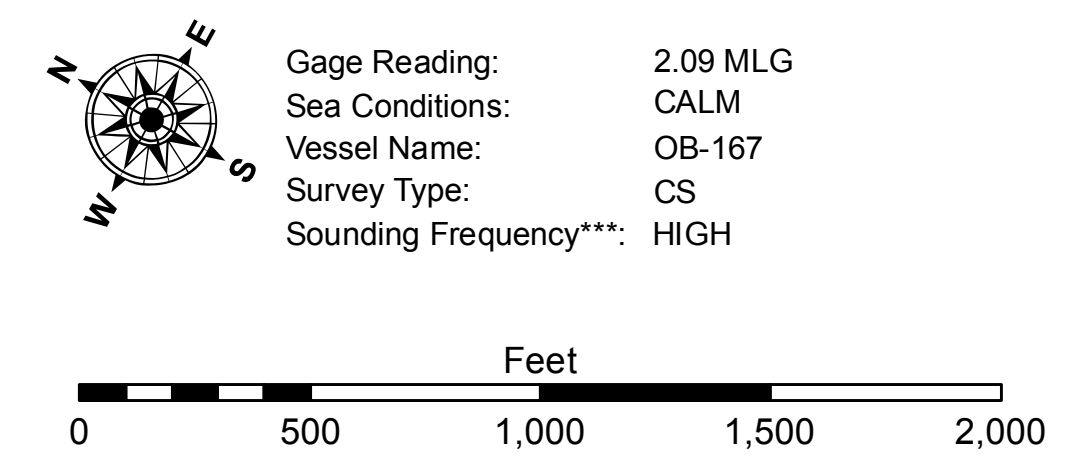 N E S W
Gage Reading: 2.09 MLG
Sea Conditions: CALM
Vessel Name: OB-167
Survey Type: CS
Sounding Frequency***: HIGH
Feet
0 500 1,000 1,500 2,000